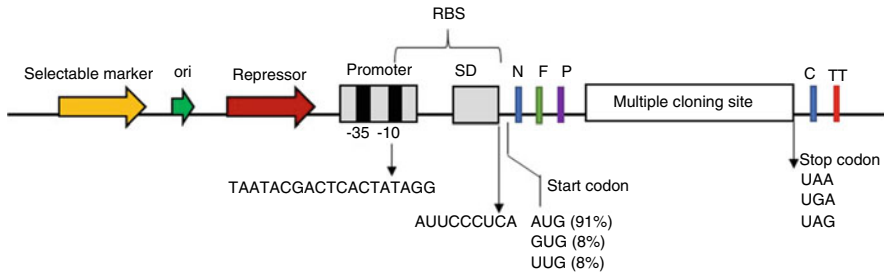 RBS
Selectable marker
ori
Repressor
Promoter
SD
N
F
P
C
TT
Multiple cloning site
-35
-10
TAATACGACTCACTATAGG
Start codon
Stop codon
AUUCCCUCA
AUG (91%)
GUG (8%)
UUG (8%)
UAA
UGA
UAG